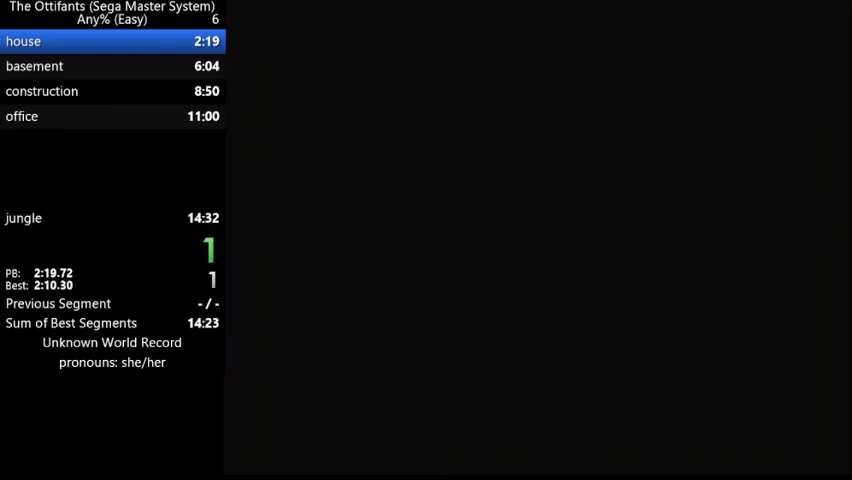 The Ottifants (Sega Master System)
Any% (Easy) 6
house 2:19
basement 6:04
construction 8:50
office 11:00
jungle 14:32
1
PB: 2:19.72
Best: 2:10.30 1
Previous Segment - / -
Sum of Best Segments 14:23
Unknown World Record
pronouns: she/her